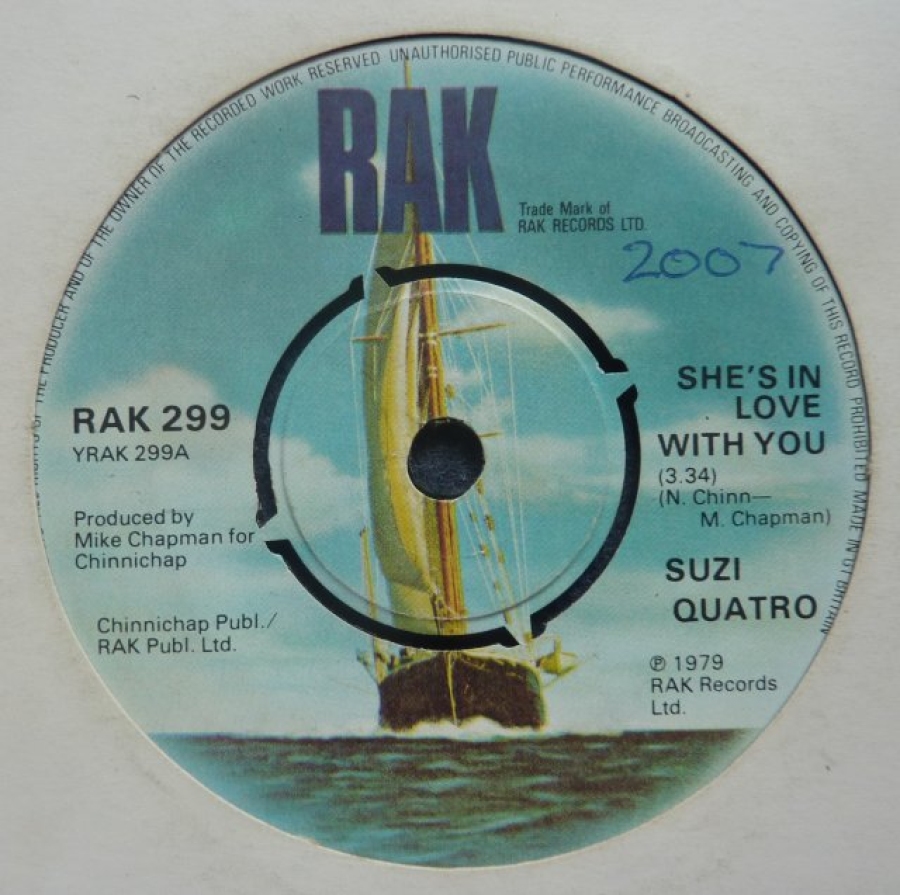 ALL RIGHTS OF THE PRODUCER AND OF THE OWNER OF THE RECORDED WORK RESERVED UNAUTHORISED PUBLIC PERFORMANCE BROADCASTING AND COPYING OF THIS RECORD PROHIBITED MADE IN GT BRITAIN
RAK
Trade Mark of
RAK RECORDS LTD.
2007
RAK 299
YRAK 299A
Produced by
Mike Chapman for
Chinnichap
Chinnichap Publ./
RAK Publ. Ltd.
SHE'S IN
LOVE
WITH YOU
(3.34)
(N. Chinn—
M. Chapman)
SUZI
QUATRO
℗ 1979
RAK Records
Ltd.